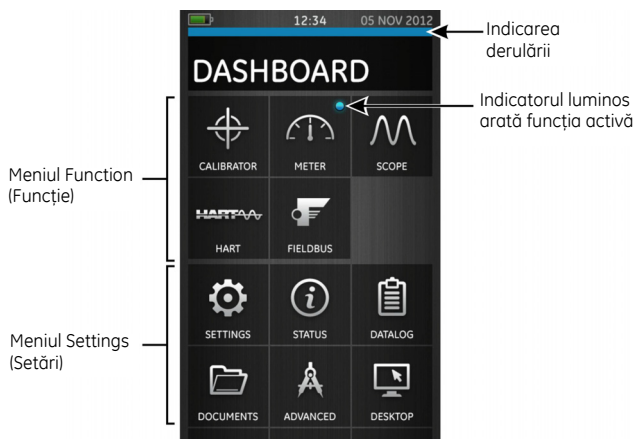 12:34 05 NOV 2012
Indicarea
derulării
DASHBOARD
Indicatorul luminos
arată funcția activă
Meniul Function
(Funcție)
CALIBRATOR METER SCOPE
HART
HART FIELDBUS
Meniul Settings
(Setări)
SETTINGS STATUS DATALOG
DOCUMENTS ADVANCED DESKTOP